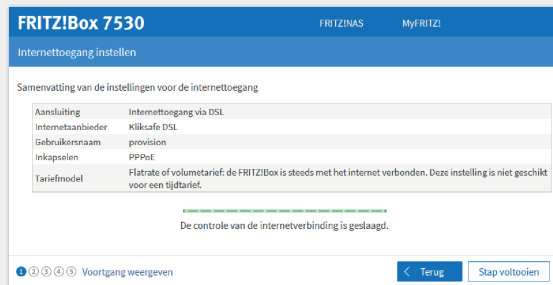 FRITZ!Box 7530 FRITZ!NAS MyFRITZ!
Internettoegang instellen
Samenvatting van de instellingen voor de internettoegang
Aansluiting Internettoegang via DSL
Internetaanbieder Kliksafe DSL
Gebruikersnaam provision
Inkapselen PPPoE
Tariefmodel Flatrate of volumetarief: de FRITZ!Box is steeds met het internet verbonden. Deze instelling is niet geschikt
voor een tijdtarief.
De controle van de internetverbinding is geslaagd.
1 2 3 4 5 Voortgang weergeven < Terug Stap voltooien